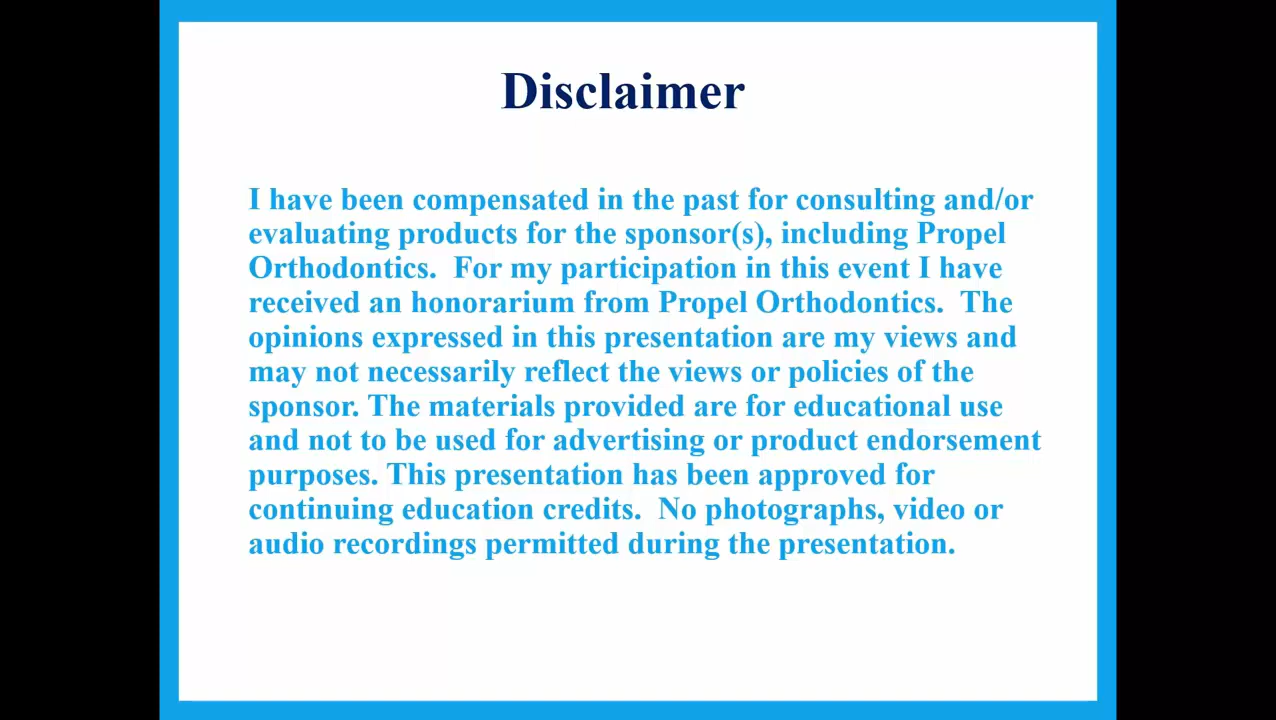 Disclaimer
I have been compensated in the past for consulting and/or
evaluating products for the sponsor(s), including Propel
Orthodontics.  For my participation in this event I have
received an honorarium from Propel Orthodontics.  The
opinions expressed in this presentation are my views and
may not necessarily reflect the views or policies of the
sponsor. The materials provided are for educational use
and not to be used for advertising or product endorsement
purposes. This presentation has been approved for
continuing education credits.  No photographs, video or
audio recordings permitted during the presentation.